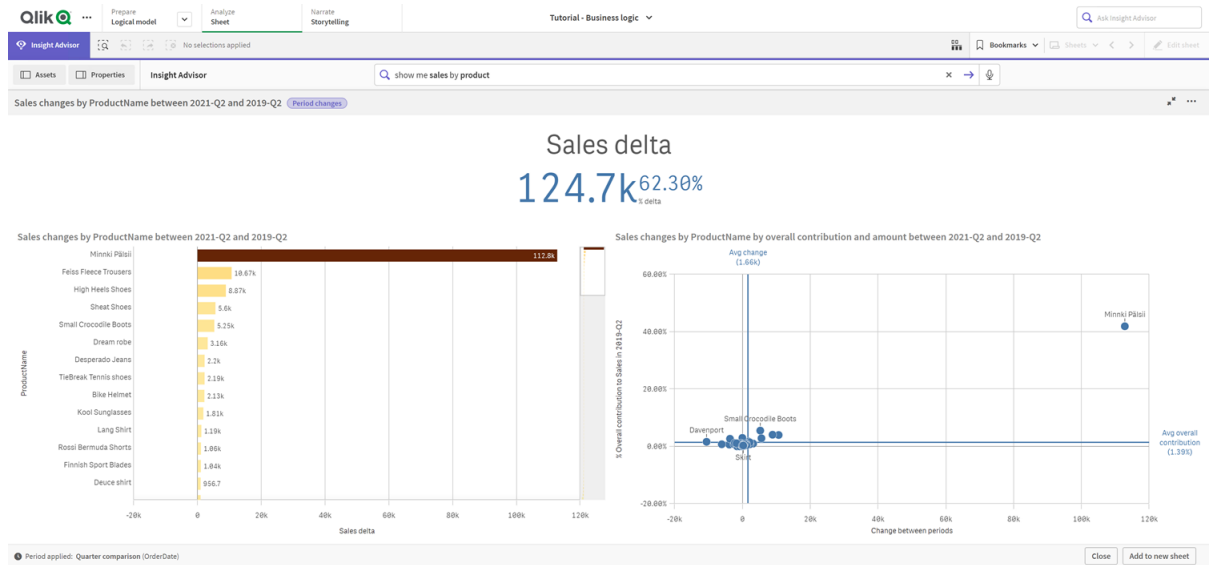 Qlik
Prepare
Logical model
Analyze
Sheet
Narrate
Storytelling
Tutorial - Business logic
Ask Insight Advisor
Insight Advisor
No selections applied
Bookmarks
Sheets
Edit sheet
Assets
Properties
Insight Advisor
show me sales by product
Sales changes by ProductName between 2021-Q2 and 2019-Q2
Period changes
Sales delta
124.7k
62.30%
% delta
Sales changes by ProductName between 2021-Q2 and 2019-Q2
ProductName
Minnki Pälsii
112.8k
Feiss Fleece Trousers
10.67k
High Heels Shoes
8.87k
Sheat Shoes
5.6k
Small Crocodile Boots
5.25k
Dream robe
3.16k
Desperado Jeans
2.2k
TieBreak Tennis shoes
2.19k
Bike Helmet
2.13k
Kool Sunglasses
1.81k
Lang Shirt
1.19k
Rossi Bermuda Shorts
1.06k
Finnish Sport Blades
1.04k
Deuce shirt
956.7
-20k
0
20k
40k
60k
80k
100k
120k
Sales delta
Sales changes by ProductName by overall contribution and amount between 2021-Q2 and 2019-Q2
Avg change
(1.66k)
% Overall contribution to Sales in 2019-Q2
60.00%
40.00%
20.00%
0.00%
-20.00%
Minnki Pälsii
Small Crocodile Boots
Davenport
Skirt
Avg overall
contribution
(1.39%)
-20k
0
20k
40k
60k
80k
100k
120k
Change between periods
Period applied: Quarter comparison (OrderDate)
Close
Add to new sheet